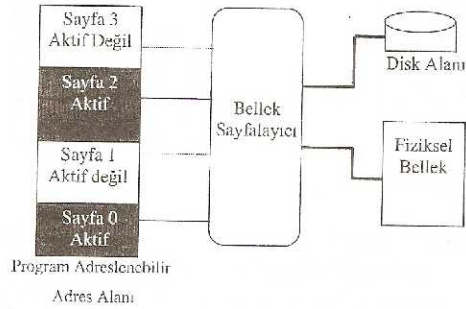 Sayfa 3
Aktif Değil
Sayfa 2
Aktif
Sayfa 1
Aktif değil
Sayfa 0
Aktif
Program Adreslenebilir
Adres Alanı
Bellek
Sayfalayıcı
Disk Alanı
Fiziksel
Bellek